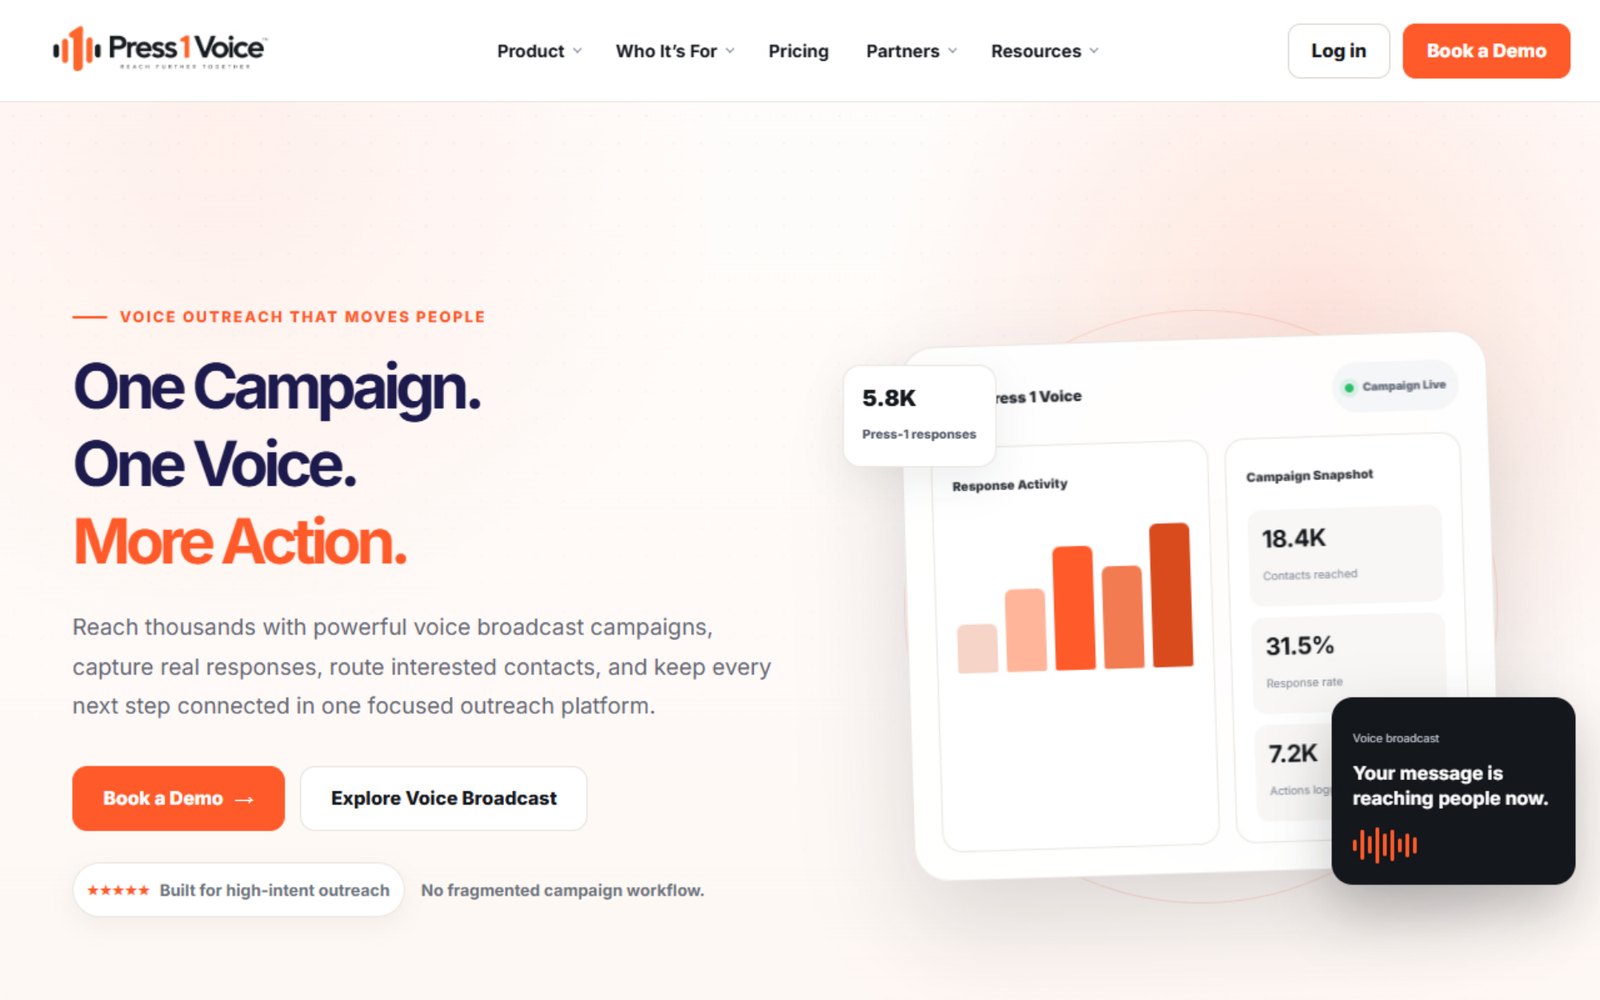 Press1Voice
REACH FURTHER TOGETHER
Product
Who It's For
Pricing
Partners
Resources
Log in
Book a Demo
VOICE OUTREACH THAT MOVES PEOPLE
One Campaign.
One Voice.
More Action.
Reach thousands with powerful voice broadcast campaigns,
capture real responses, route interested contacts, and keep every
next step connected in one focused outreach platform.
Book a Demo →
Explore Voice Broadcast
★★★★★ Built for high-intent outreach
No fragmented campaign workflow.
5.8K
Press-1 responses
ress 1 Voice
Campaign Live
Response Activity
Campaign Snapshot
18.4K
Contacts reached
31.5%
Response rate
7.2K
Actions
Voice broadcast
Your message is
reaching people now.